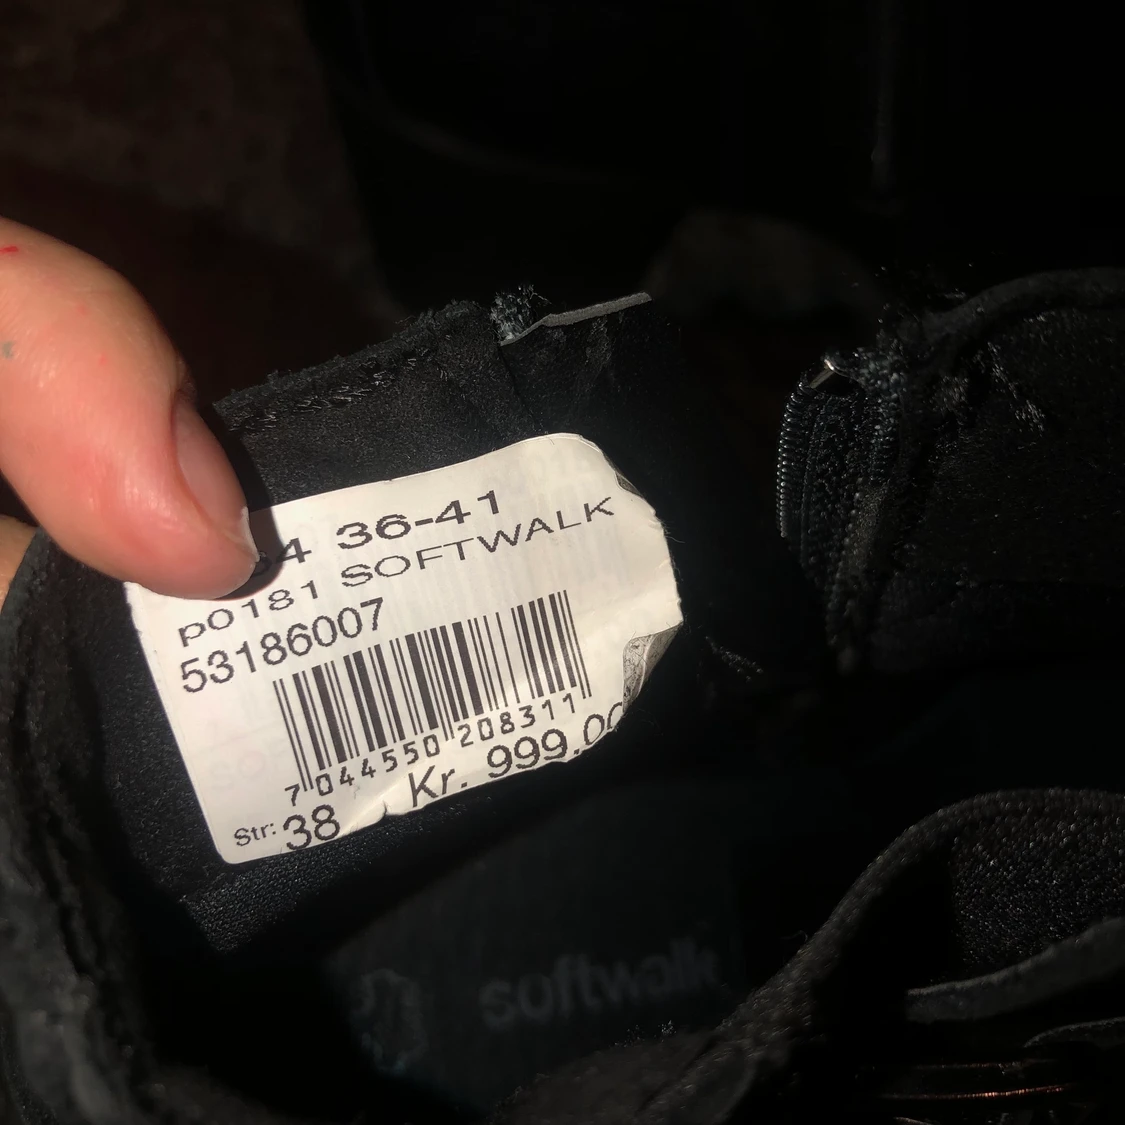 36-41
p0181 SOFTWALK
53186007
7 044550 208311
Kr. 999.00
Str: 38
softwalk